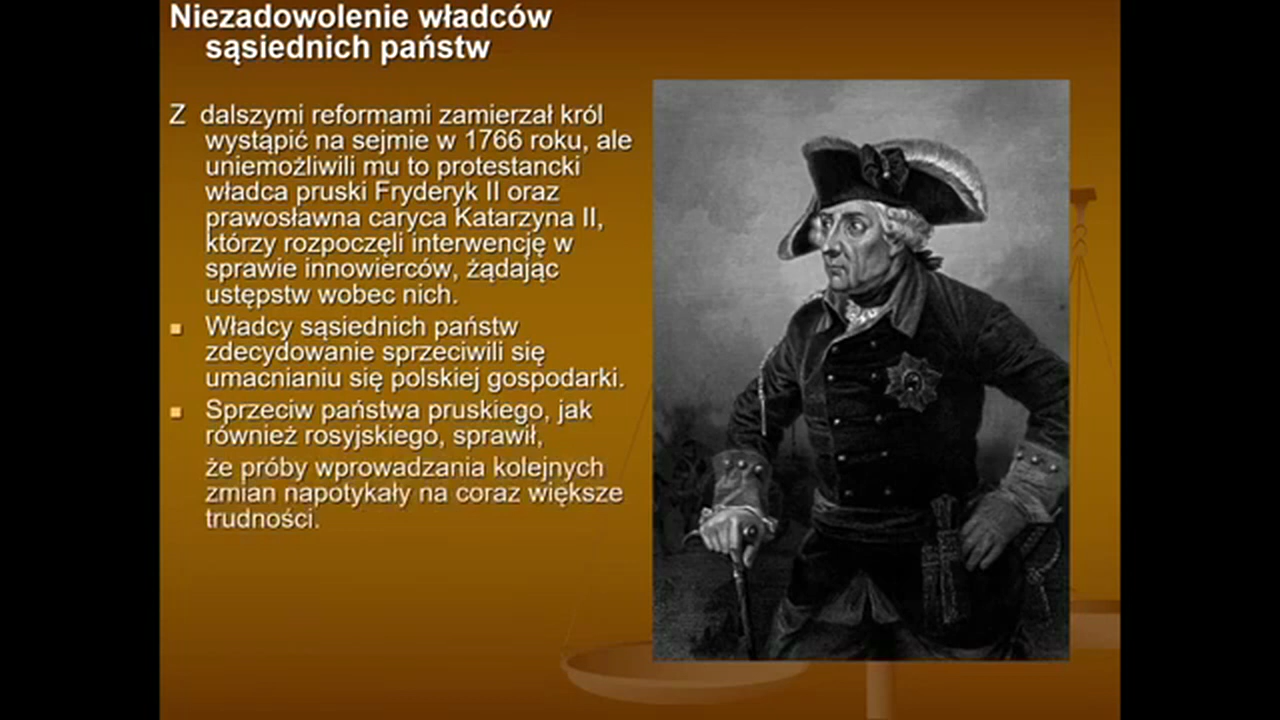 Niezadowolenie władców
sąsiednich państw
Z dalszymi reformami zamierzał król
wystąpić na sejmie w 1766 roku, ale
uniemożliwili mu to protestancki
władca pruski Fryderyk II oraz
prawosławna caryca Katarzyna II,
którzy rozpoczęli interwencję w
sprawie innowierców, żądając
ustępstw wobec nich.
Władcy sąsiednich państw
zdecydowanie sprzeciwili się
umacnianiu się polskiej gospodarki.
Sprzeciw państwa pruskiego, jak
również rosyjskiego, sprawił,
że próby wprowadzania kolejnych
zmian napotykały na coraz większe
trudności.